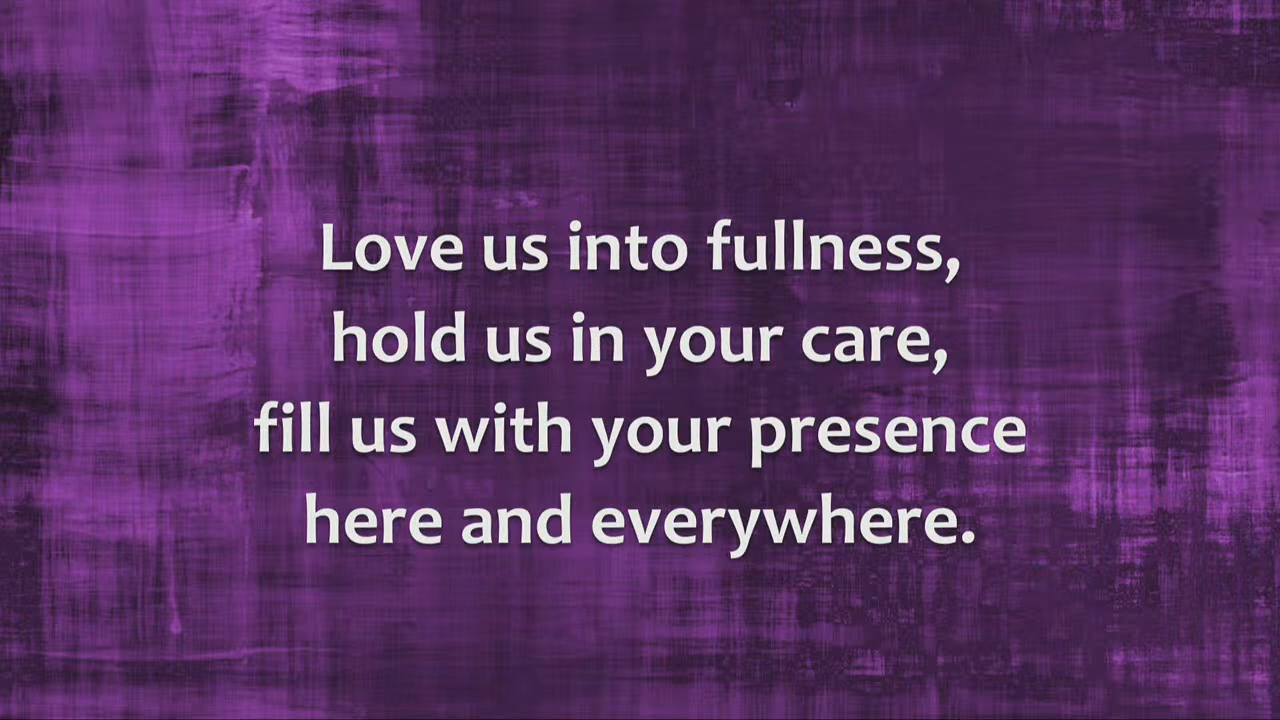 Love us into fullness,
hold us in your care,
fill us with your presence
here and everywhere.